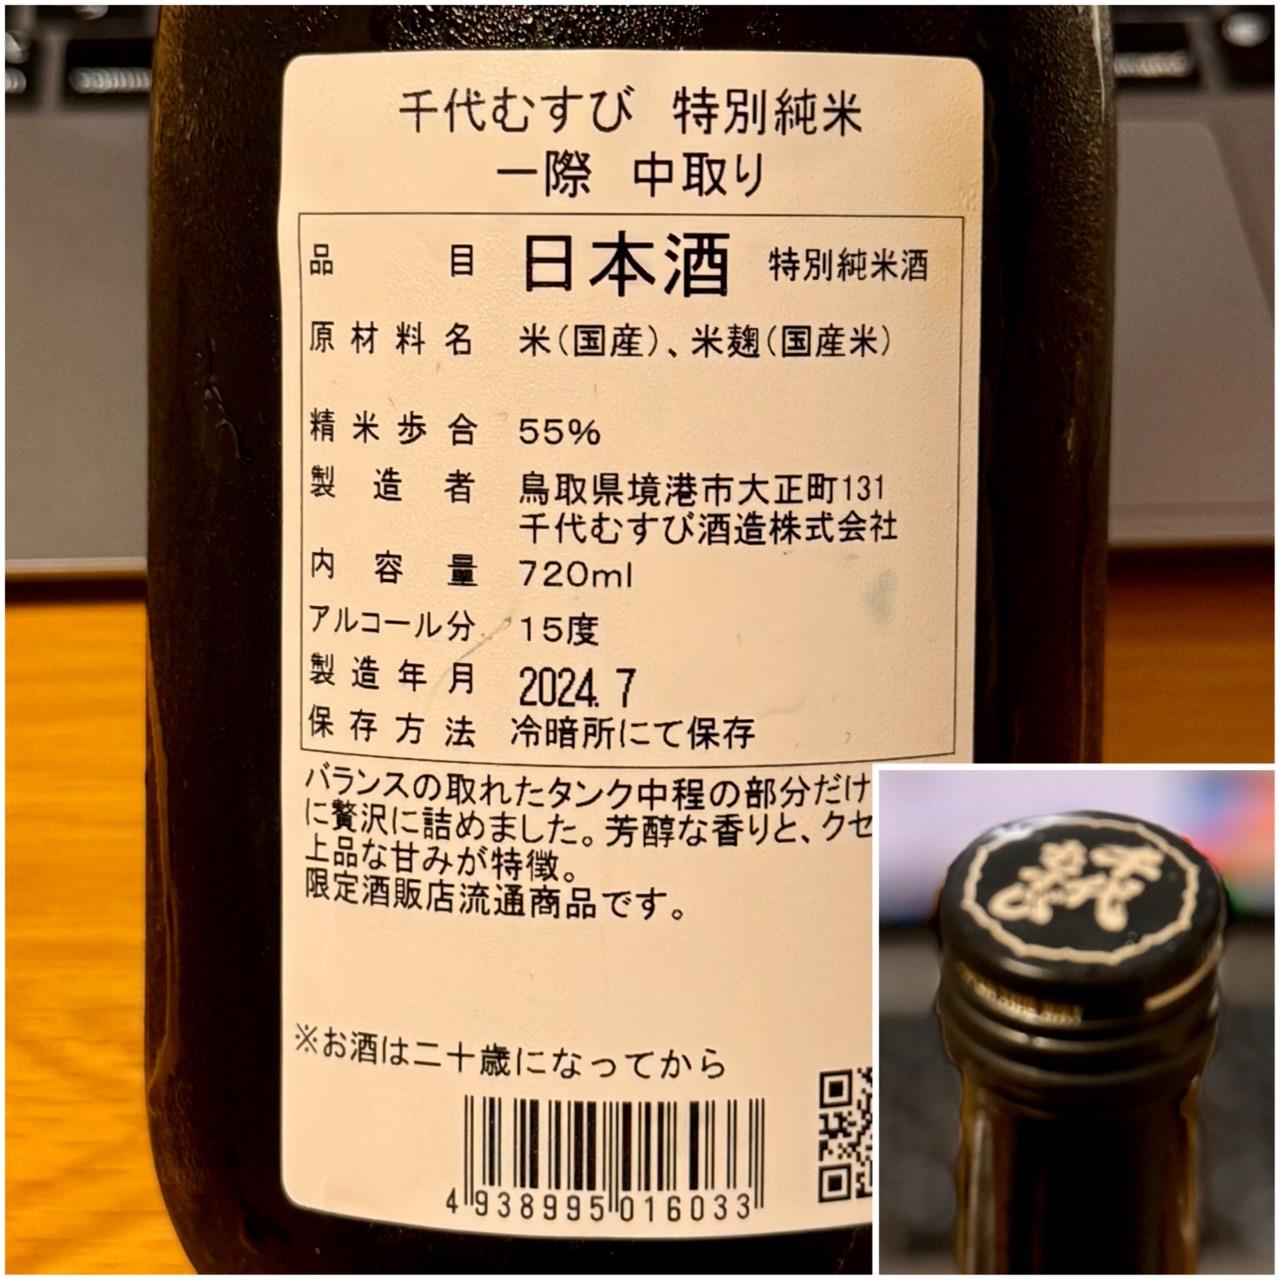 千代むすび 特別純米
一際 中取り
品目 日本酒 特別純米酒
原材料名 米(国産)、米麹(国産米)
精米歩合 55%
製造者 鳥取県境港市大正町131
千代むすび酒造株式会社
内容量 720ml
アルコール分 15度
製造年月 2024.7
保存方法 冷暗所にて保存
バランスの取れたタンク中程の部分だけ
に贅沢に詰めました。芳醇な香りと、クセ
上品な甘みが特徴。
限定酒販店流通商品です。
※お酒は二十歳になってから
4 938995 016033
千代
むすび